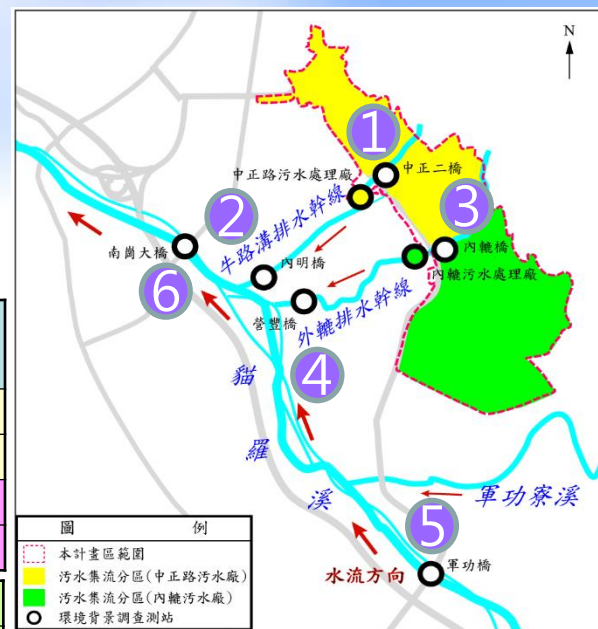 N
1
中正路污水處理廠
中正二橋
2
3
牛路溝排水幹線
內轆橋
南崗大橋
內明橋
內轆污水處理廠
6
營豐橋
外轆排水幹線
4
貓羅溪
軍功寮溪
5
水流方向
軍功橋
圖 例
本計畫區範圍
污水集流分區(中正路污水廠)
污水集流分區(內轆污水廠)
環境背景調查測站